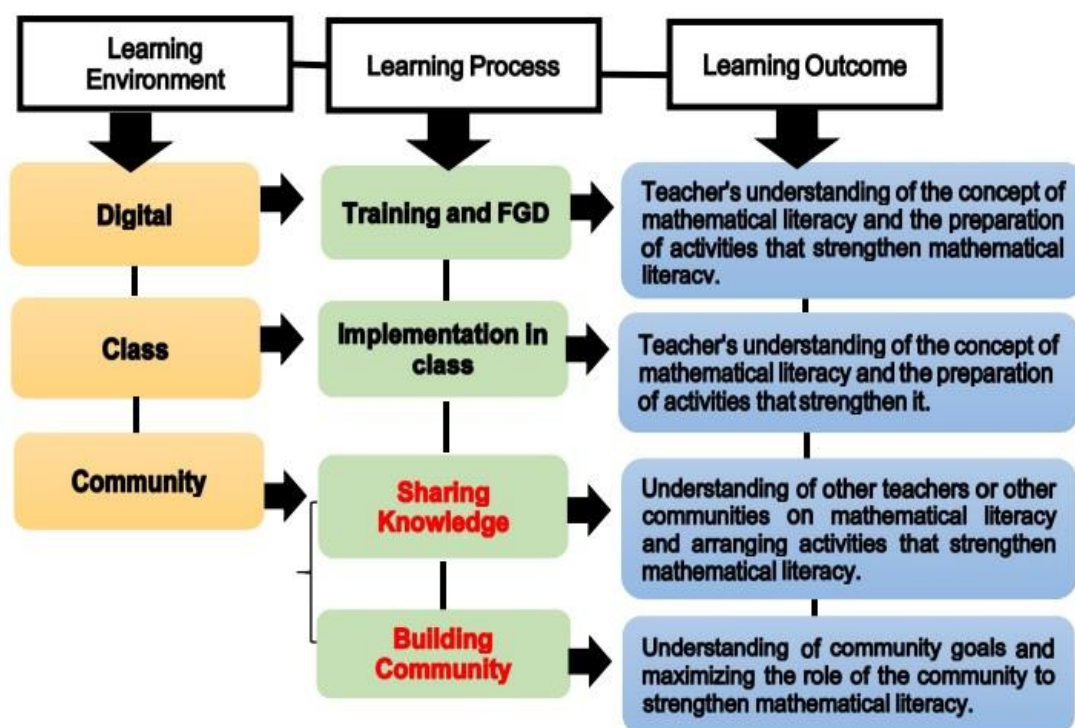 Learning
Environment
Learning Process
Learning Outcome
Digital
Training and FGD
Teacher's understanding of the concept of
mathematical literacy and the preparation
of activities that strengthen mathematical
literacy.
Class
Implementation in
class
Teacher's understanding of the concept of
mathematical literacy and the preparation
of activities that strengthen it.
Community
Sharing
Knowledge
Understanding of other teachers or other
communities on mathematical literacy
and arranging activities that strengthen
mathematical literacy.
Building
Community
Understanding of community goals and
maximizing the role of the community to
strengthen mathematical literacy.